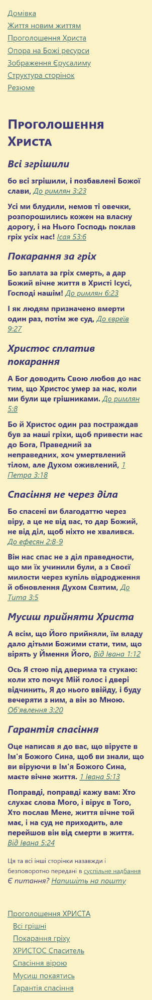 Домівка
Життя новим життям
Проголошення Христа
Опора на Божі ресурси
Зображення Єрусалиму
Структура сторінок
Резюме
Проголошення
Христа
Всі згрішили
бо всі згрішили, і позбавлені Божої
слави, До римлян 3:23
Усі ми блудили, немов ті овечки,
розпорошились кожен на власну
дорогу, і на Нього Господь поклав
гріх усіх нас! Ісая 53:6
Покарання за гріх
Бо заплата за гріх смерть, а дар
Божий вічне життя в Христі Ісусі,
Господі нашім! До римлян 6:23
І як людям призначено вмерти
один раз, потім же суд, До євреїв
9:27
Христос сплатив
покарання
А Бог доводить Свою любов до нас
тим, що Христос умер за нас, коли
ми були ще грішниками. До римлян
5:8
Бо й Христос один раз постраждав
був за наші гріхи, щоб привести нас
до Бога, Праведний за
неправедних, хоч умертвлений
тілом, але Духом оживлений, 1
Петра 3:18
Спасіння не через діла
Бо спасені ви благодаттю через
віру, а це не від вас, то дар Божий,
не від діл, щоб ніхто не хвалився.
До ефесян 2:8-9
Він нас спас не з діл праведности,
що ми їх учинили були, а з Своєї
милости через купіль відродження
й обновлення Духом Святим, До
Тита 3:5
Мусиш прийняти Христа
А всім, що Його прийняли, їм владу
дало дітьми Божими стати, тим, що
вірять у Ймення Його, Від Івана 1:12
Ось Я стою під дверима та стукаю:
коли хто почує Мій голос і двері
відчинить, Я до нього ввійду, і буду
вечеряти з ним, а він зо Мною.
Об'явлення 3:20
Гарантія спасіння
Оце написав я до вас, що віруєте в
Ім'я Божого Сина, щоб ви знали, що
ви віруючи в Ім'я Божого Сина,
маєте вічне життя. 1 Івана 5:13
Поправді, поправді кажу вам: Хто
слухає слова Мого, і вірує в Того,
Хто послав Мене, життя вічне той
має, і на суд не приходить, але
перейшов він від смерти в життя.
Від Івана 5:24
Ця та всі інші сторінки назавжди і
безповоротно передані в суспільне надбання
Є питання? Напишіть на пошту
Проголошення ХРИСТА
Всі грішні
Покарання гріху
ХРИСТОС Спаситель
Спасіння вірою
Мусиш покаятись
Гарантія спасіння